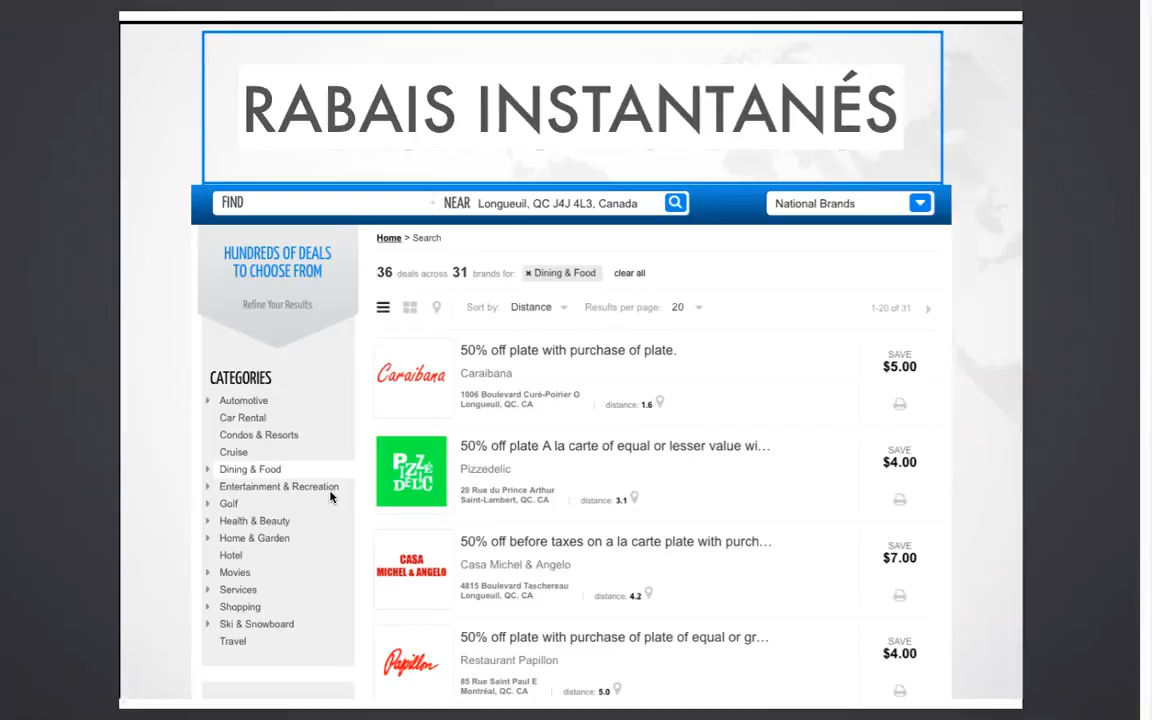 RABAIS INSTANTANÉS
FIND
NEAR Longueuil, QC J4J 4L3, Canada
National Brands
HUNDREDS OF DEALS
TO CHOOSE FROM
Refine Your Results
CATEGORIES
Automotive
Car Rental
Condos & Resorts
Cruise
Dining & Food
Entertainment & Recreation
Golf
Health & Beauty
Home & Garden
Hotel
Movies
Services
Shopping
Ski & Snowboard
Travel
Home > Search
36 deals across 31 brands for: × Dining & Food clear all
Sort by: Distance Results per page: 20 1-20 of 31
Caraibana
50% off plate with purchase of plate.
Caraibana
1006 Boulevard Curé-Poirier O
Longueuil, QC. CA
distance: 1.6
SAVE
$5.00
PIZZÉ
DELIC
50% off plate A la carte of equal or lesser value wi...
Pizzedelic
20 Rue du Prince Arthur
Saint-Lambert, QC. CA
distance: 3.1
SAVE
$4.00
CASA
MICHEL & ANGELO
50% off before taxes on a la carte plate with purch...
Casa Michel & Angelo
4815 Boulevard Taschereau
Longueuil, QC. CA
distance: 4.2
SAVE
$7.00
Papillon
50% off plate with purchase of plate of equal or gr...
Restaurant Papillon
85 Rue Saint Paul E
Montréal, QC. CA
distance: 5.0
SAVE
$4.00